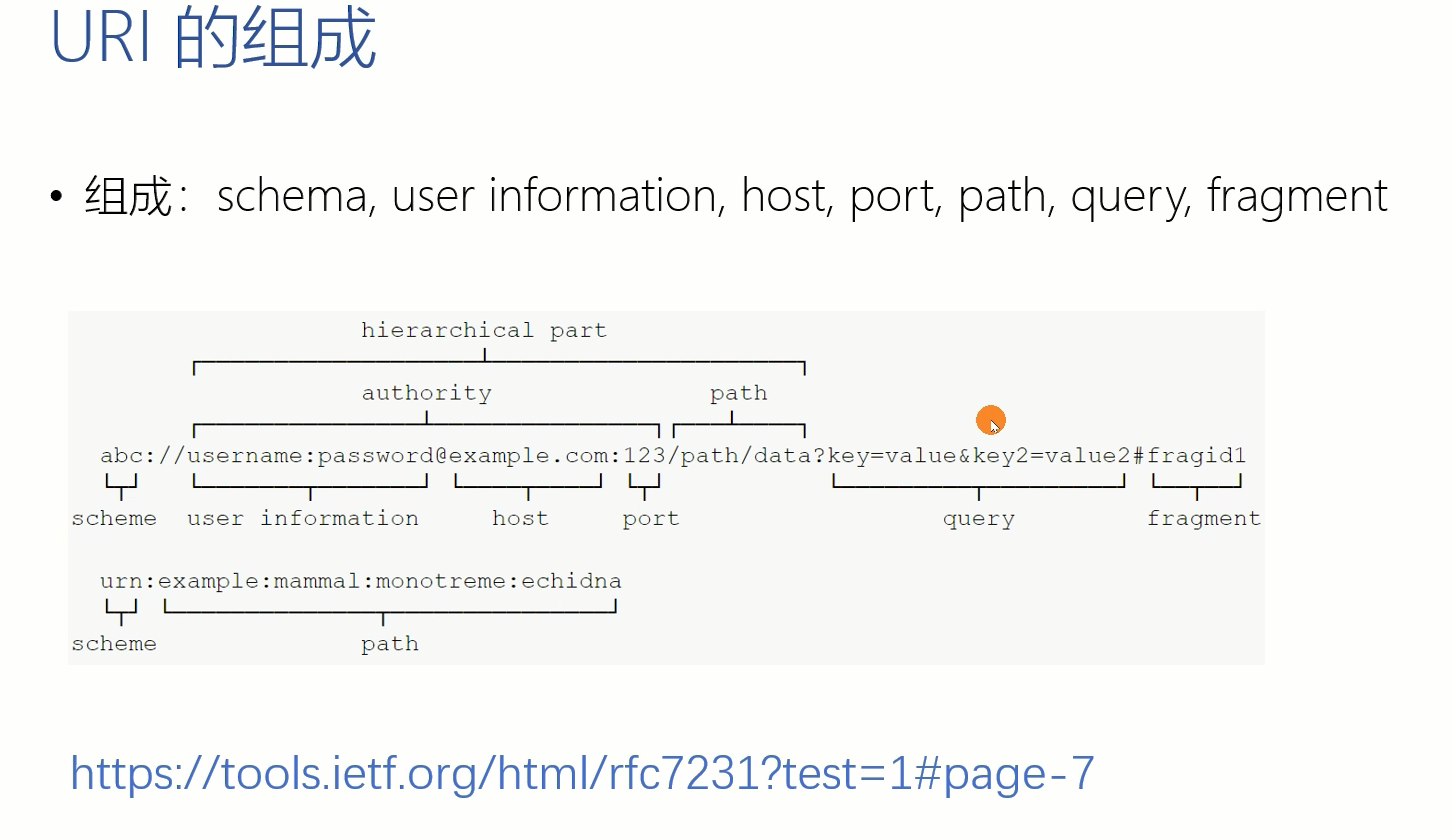 URI 的组成
• 组成：schema, user information, host, port, path, query, fragment
hierarchical part
authority path
abc://username:password@example.com:123/path/data?key=value&key2=value2#fragid1
scheme user information host port query fragment
urn:example:mammal:monotreme:echidna
scheme path
https://tools.ietf.org/html/rfc7231?test=1#page-7